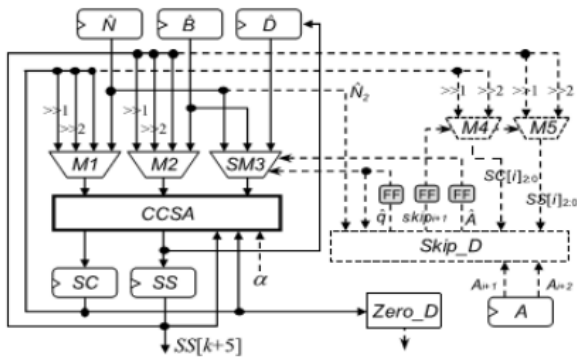 N̂ B̂ D̂
>>1 >>2 >>1 >>2 N̂₂ >>1 >>2 >>1 >>2
M4 M5
M1 M2 SM3
SC[i]2:0
FF FF FF
SS[i]2:0
CCSA
q̂ skipi+1 Â
Skip_D
α
SC SS
Ai+1 Ai+2
Zero_D A
SS[k+5]